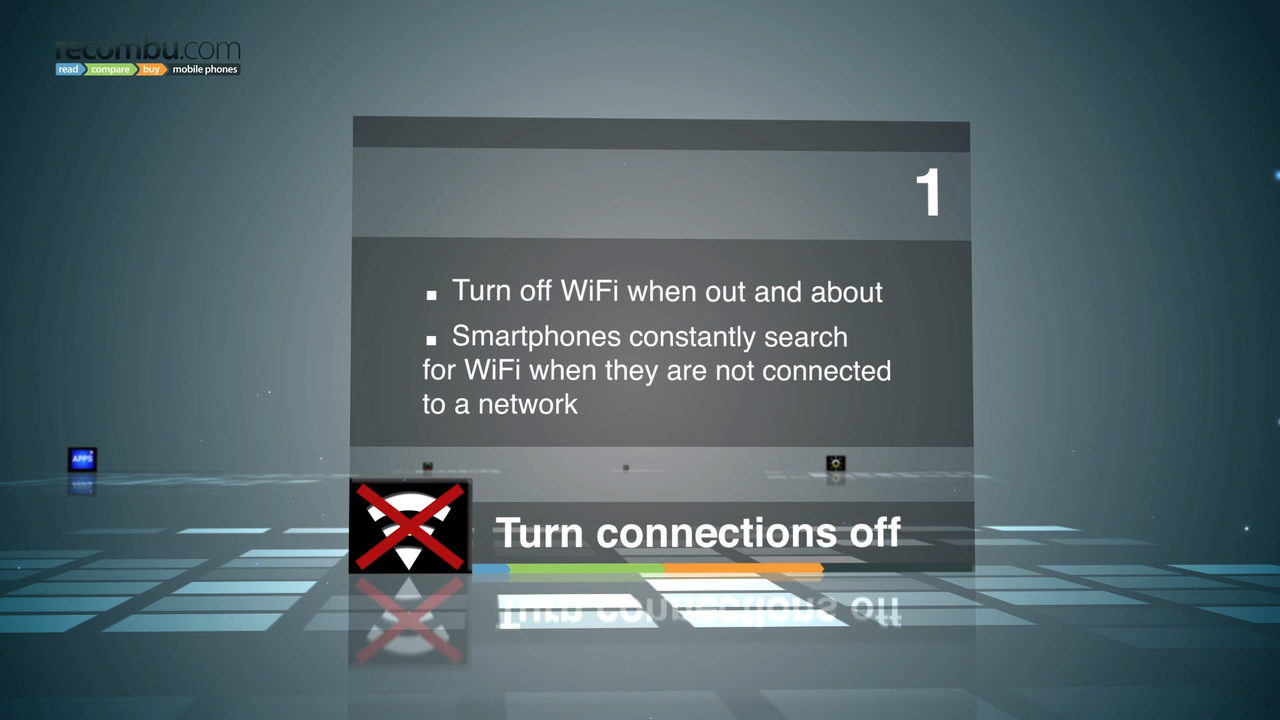 recombu.com
read compare buy mobile phones
1
▪ Turn off WiFi when out and about
▪ Smartphones constantly search
for WiFi when they are not connected
to a network
APPS
Turn connections off